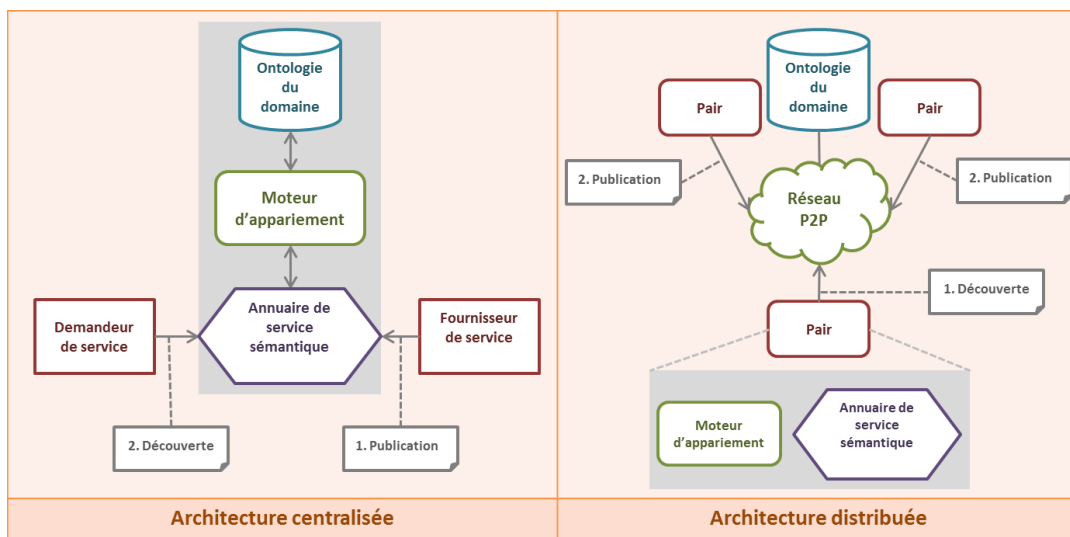 Ontologie
du
domaine
Moteur
d'appariement
Annuaire de
service
sémantique
Demandeur
de service
Fournisseur
de service
2. Découverte
1. Publication
Architecture centralisée
Ontologie
du
domaine
Pair
Pair
2. Publication
2. Publication
Réseau
P2P
1. Découverte
Pair
Moteur
d'appariement
Annuaire de
service
sémantique
Architecture distribuée